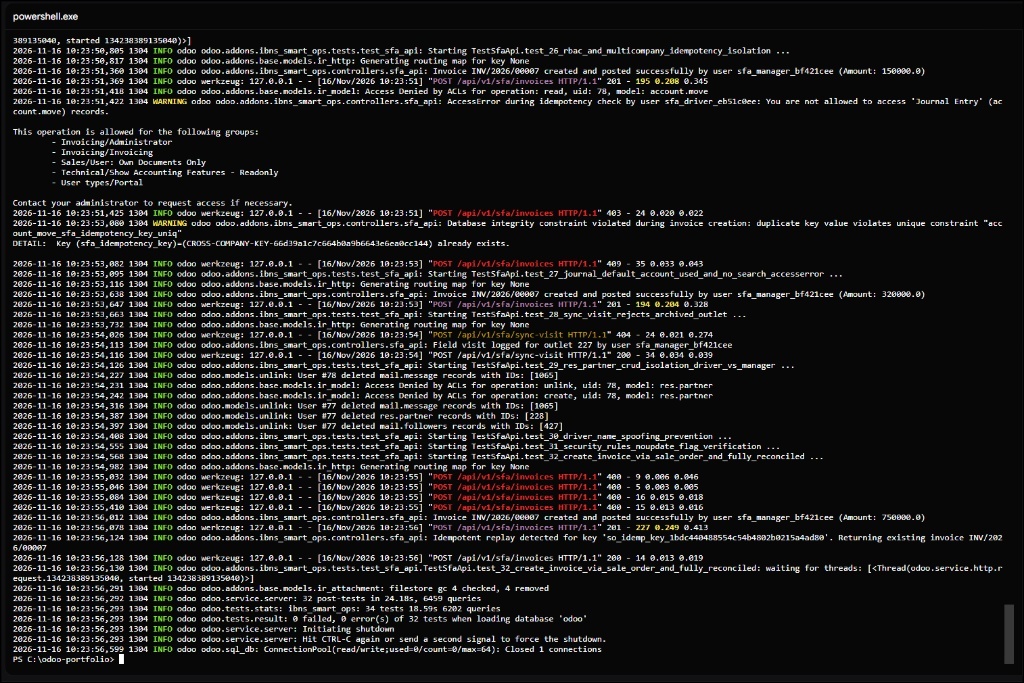 powershell.exe
389135040, started 134238389135040)>]
2026-11-16 10:23:50,805 1304 INFO odoo odoo.addons.ibns_smart_ops.tests.test_sfa_api: Starting TestSfaApi.test_26_rbac_and_multicompany_idempotency_isolation ...
2026-11-16 10:23:50,817 1304 INFO odoo odoo.addons.base.models.ir_http: Generating routing map for key None
2026-11-16 10:23:51,360 1304 INFO odoo odoo.addons.ibns_smart_ops.controllers.sfa_api: Invoice INV/2026/00007 created and posted successfully by user sfa_manager_bf421cee (Amount: 150000.0)
2026-11-16 10:23:51,369 1304 INFO odoo werkzeug: 127.0.0.1 - - [16/Nov/2026 10:23:51] "POST /api/v1/sfa/invoices HTTP/1.1" 201 - 195 0.208 0.345
2026-11-16 10:23:51,418 1304 INFO odoo odoo.addons.base.models.ir_model: Access Denied by ACLs for operation: read, uid: 78, model: account.move
2026-11-16 10:23:51,422 1304 WARNING odoo odoo.addons.ibns_smart_ops.controllers.sfa_api: AccessError during idempotency check by user sfa_driver_eb51c0ee: You are not allowed to access 'Journal Entry' (ac
count.move) records.
This operation is allowed for the following groups:
- Invoicing/Administrator
- Invoicing/Invoicing
- Sales/User: Own Documents Only
- Technical/Show Accounting Features - Readonly
- User types/Portal
Contact your administrator to request access if necessary.
2026-11-16 10:23:51,425 1304 INFO odoo werkzeug: 127.0.0.1 - - [16/Nov/2026 10:23:51] "POST /api/v1/sfa/invoices HTTP/1.1" 403 - 24 0.020 0.022
2026-11-16 10:23:53,080 1304 WARNING odoo odoo.addons.ibns_smart_ops.controllers.sfa_api: Database integrity constraint violated during invoice creation: duplicate key value violates unique constraint "acc
ount_move_sfa_idempotency_key_uniq"
DETAIL:  Key (sfa_idempotency_key)=(CROSS-COMPANY-KEY-66d39a1c7c664b0a9b6643e6ea0cc144) already exists.
2026-11-16 10:23:53,082 1304 INFO odoo werkzeug: 127.0.0.1 - - [16/Nov/2026 10:23:53] "POST /api/v1/sfa/invoices HTTP/1.1" 409 - 35 0.033 0.043
2026-11-16 10:23:53,095 1304 INFO odoo odoo.addons.ibns_smart_ops.tests.test_sfa_api: Starting TestSfaApi.test_27_journal_default_account_used_and_no_search_accesserror ...
2026-11-16 10:23:53,116 1304 INFO odoo odoo.addons.base.models.ir_http: Generating routing map for key None
2026-11-16 10:23:53,638 1304 INFO odoo odoo.addons.ibns_smart_ops.controllers.sfa_api: Invoice INV/2026/00007 created and posted successfully by user sfa_manager_bf421cee (Amount: 320000.0)
2026-11-16 10:23:53,647 1304 INFO odoo werkzeug: 127.0.0.1 - - [16/Nov/2026 10:23:53] "POST /api/v1/sfa/invoices HTTP/1.1" 201 - 194 0.204 0.328
2026-11-16 10:23:53,663 1304 INFO odoo odoo.addons.ibns_smart_ops.tests.test_sfa_api: Starting TestSfaApi.test_28_sync_visit_rejects_archived_outlet ...
2026-11-16 10:23:53,732 1304 INFO odoo odoo.addons.base.models.ir_http: Generating routing map for key None
2026-11-16 10:23:54,026 1304 INFO odoo werkzeug: 127.0.0.1 - - [16/Nov/2026 10:23:54] "POST /api/v1/sfa/sync-visit HTTP/1.1" 404 - 24 0.021 0.274
2026-11-16 10:23:54,113 1304 INFO odoo odoo.addons.ibns_smart_ops.controllers.sfa_api: Field visit logged for outlet 227 by user sfa_manager_bf421cee
2026-11-16 10:23:54,116 1304 INFO odoo werkzeug: 127.0.0.1 - - [16/Nov/2026 10:23:54] "POST /api/v1/sfa/sync-visit HTTP/1.1" 200 - 34 0.034 0.039
2026-11-16 10:23:54,126 1304 INFO odoo odoo.addons.ibns_smart_ops.tests.test_sfa_api: Starting TestSfaApi.test_29_res_partner_crud_isolation_driver_vs_manager ...
2026-11-16 10:23:54,227 1304 INFO odoo odoo.models.unlink: User #78 deleted mail.message records with IDs: [1065]
2026-11-16 10:23:54,231 1304 INFO odoo odoo.addons.base.models.ir_model: Access Denied by ACLs for operation: unlink, uid: 78, model: res.partner
2026-11-16 10:23:54,242 1304 INFO odoo odoo.addons.base.models.ir_model: Access Denied by ACLs for operation: create, uid: 78, model: res.partner
2026-11-16 10:23:54,316 1304 INFO odoo odoo.models.unlink: User #77 deleted mail.message records with IDs: [1065]
2026-11-16 10:23:54,387 1304 INFO odoo odoo.models.unlink: User #77 deleted res.partner records with IDs: [228]
2026-11-16 10:23:54,397 1304 INFO odoo odoo.models.unlink: User #77 deleted mail.followers records with IDs: [427]
2026-11-16 10:23:54,408 1304 INFO odoo odoo.addons.ibns_smart_ops.tests.test_sfa_api: Starting TestSfaApi.test_30_driver_name_spoofing_prevention ...
2026-11-16 10:23:54,555 1304 INFO odoo odoo.addons.ibns_smart_ops.tests.test_sfa_api: Starting TestSfaApi.test_31_security_rules_noupdate_flag_verification ...
2026-11-16 10:23:54,568 1304 INFO odoo odoo.addons.ibns_smart_ops.tests.test_sfa_api: Starting TestSfaApi.test_32_create_invoice_via_sale_order_and_fully_reconciled ...
2026-11-16 10:23:54,982 1304 INFO odoo odoo.addons.base.models.ir_http: Generating routing map for key None
2026-11-16 10:23:55,032 1304 INFO odoo werkzeug: 127.0.0.1 - - [16/Nov/2026 10:23:55] "POST /api/v1/sfa/invoices HTTP/1.1" 400 - 9 0.006 0.046
2026-11-16 10:23:55,046 1304 INFO odoo werkzeug: 127.0.0.1 - - [16/Nov/2026 10:23:55] "POST /api/v1/sfa/invoices HTTP/1.1" 400 - 5 0.003 0.005
2026-11-16 10:23:55,084 1304 INFO odoo werkzeug: 127.0.0.1 - - [16/Nov/2026 10:23:55] "POST /api/v1/sfa/invoices HTTP/1.1" 400 - 16 0.015 0.018
2026-11-16 10:23:55,410 1304 INFO odoo werkzeug: 127.0.0.1 - - [16/Nov/2026 10:23:55] "POST /api/v1/sfa/invoices HTTP/1.1" 400 - 15 0.013 0.016
2026-11-16 10:23:56,012 1304 INFO odoo odoo.addons.ibns_smart_ops.controllers.sfa_api: Invoice INV/2026/00007 created and posted successfully by user sfa_manager_bf421cee (Amount: 750000.0)
2026-11-16 10:23:56,078 1304 INFO odoo werkzeug: 127.0.0.1 - - [16/Nov/2026 10:23:56] "POST /api/v1/sfa/invoices HTTP/1.1" 201 - 227 0.249 0.413
2026-11-16 10:23:56,124 1304 INFO odoo odoo.addons.ibns_smart_ops.controllers.sfa_api: Idempotent replay detected for key 'so_idemp_key_1bdc440488554c54b4802b0215a4ad80'. Returning existing invoice INV/202
6/00007
2026-11-16 10:23:56,128 1304 INFO odoo werkzeug: 127.0.0.1 - - [16/Nov/2026 10:23:56] "POST /api/v1/sfa/invoices HTTP/1.1" 200 - 14 0.013 0.019
2026-11-16 10:23:56,130 1304 INFO odoo odoo.addons.ibns_smart_ops.tests.test_sfa_api.TestSfaApi.test_32_create_invoice_via_sale_order_and_fully_reconciled: waiting for threads: [<Thread(odoo.service.http.r
equest.134238389135040, started 134238389135040)>]
2026-11-16 10:23:56,291 1304 INFO odoo odoo.addons.base.models.ir_attachment: filestore gc 4 checked, 4 removed
2026-11-16 10:23:56,292 1304 INFO odoo odoo.service.server: 32 post-tests in 24.18s, 6459 queries
2026-11-16 10:23:56,293 1304 INFO odoo odoo.tests.stats: ibns_smart_ops: 34 tests 18.59s 6202 queries
2026-11-16 10:23:56,293 1304 INFO odoo odoo.tests.result: 0 failed, 0 error(s) of 32 tests when loading database 'odoo'
2026-11-16 10:23:56,293 1304 INFO odoo odoo.service.server: Initiating shutdown
2026-11-16 10:23:56,293 1304 INFO odoo odoo.service.server: Hit CTRL-C again or send a second signal to force the shutdown.
2026-11-16 10:23:56,599 1304 INFO odoo odoo.sql_db: ConnectionPool(read/write;used=0/count=0/max=64): Closed 1 connections
PS C:\odoo-portfolio>